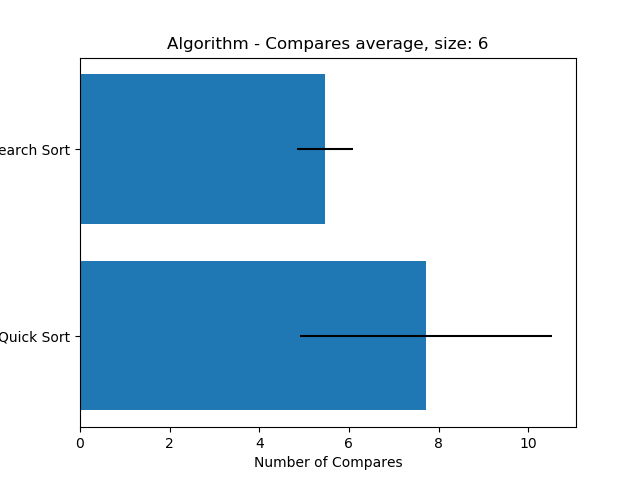 Algorithm - Compares average, size: 6
earch Sort
Quick Sort
0 2 4 6 8 10
Number of Compares